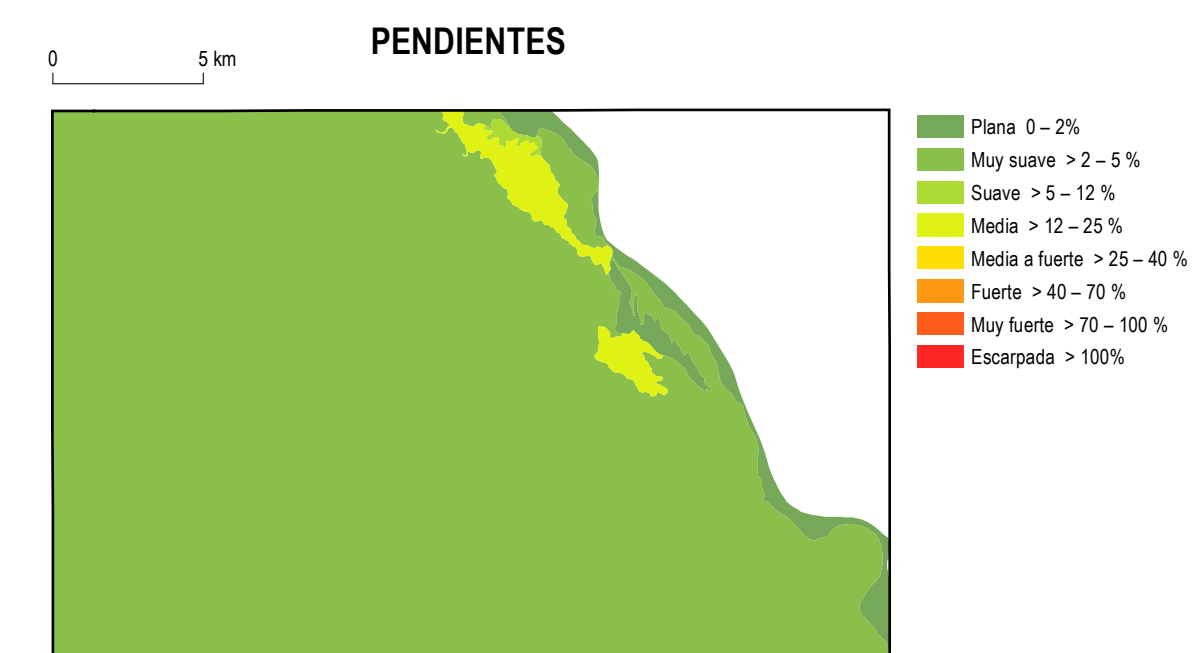 PENDIENTES
0 5 km
Plana 0 – 2%
Muy suave > 2 – 5 %
Suave > 5 – 12 %
Media > 12 – 25 %
Media a fuerte > 25 – 40 %
Fuerte > 40 – 70 %
Muy fuerte > 70 – 100 %
Escarpada > 100%